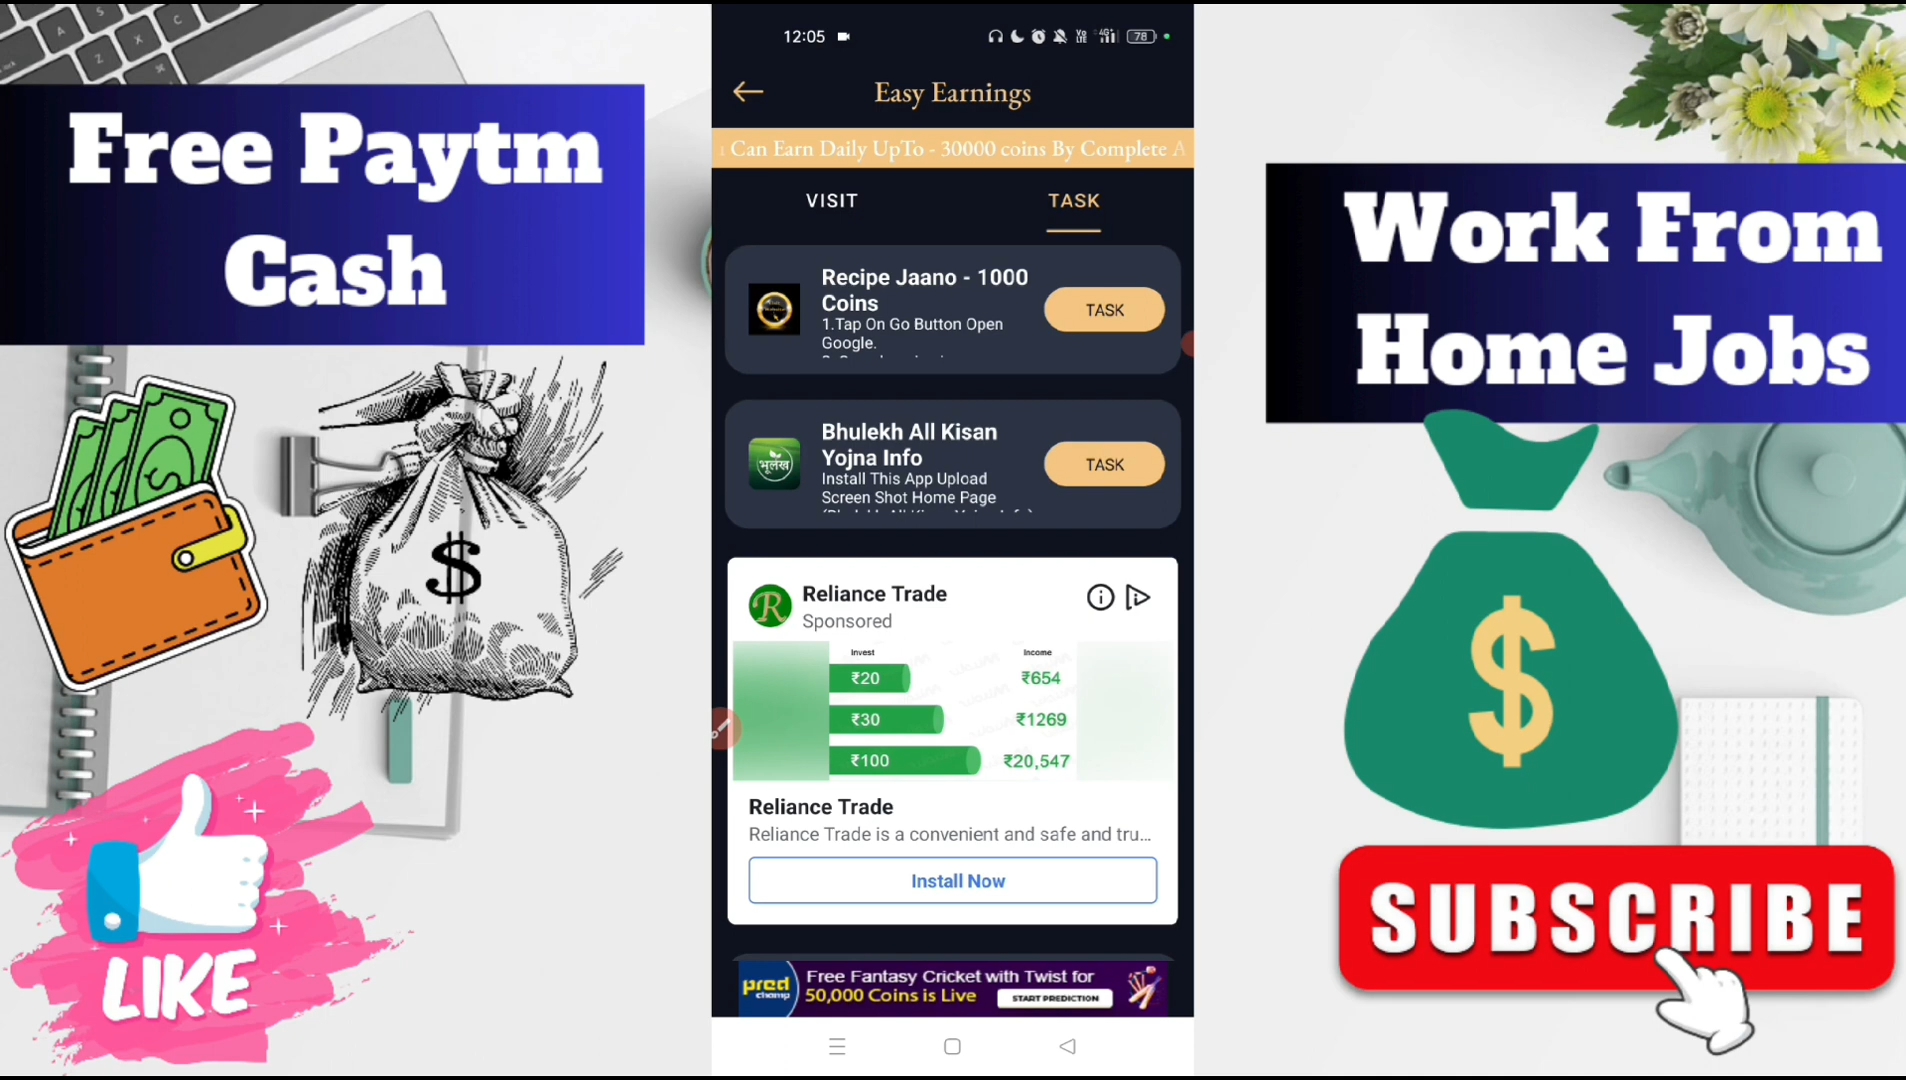 Free Paytm
Cash
12:05
78
Easy Earnings
Can Earn Daily UpTo - 30000 coins By Complete A
VISIT
TASK
Recipe Jaano - 1000
Coins
1.Tap On Go Button Open
Google.
TASK
भूलेख
Bhulekh All Kisan
Yojna Info
Install This App Upload
Screen Shot Home Page
TASK
R
Reliance Trade
Sponsored
Invest
Income
₹20
₹654
₹30
₹1269
₹100
₹20,547
Reliance Trade
Reliance Trade is a convenient and safe and tru...
Install Now
pred
champ
Free Fantasy Cricket with Twist for
50,000 Coins is Live
START PREDICTION
Work From
Home Jobs
LIKE
SUBSCRIBE